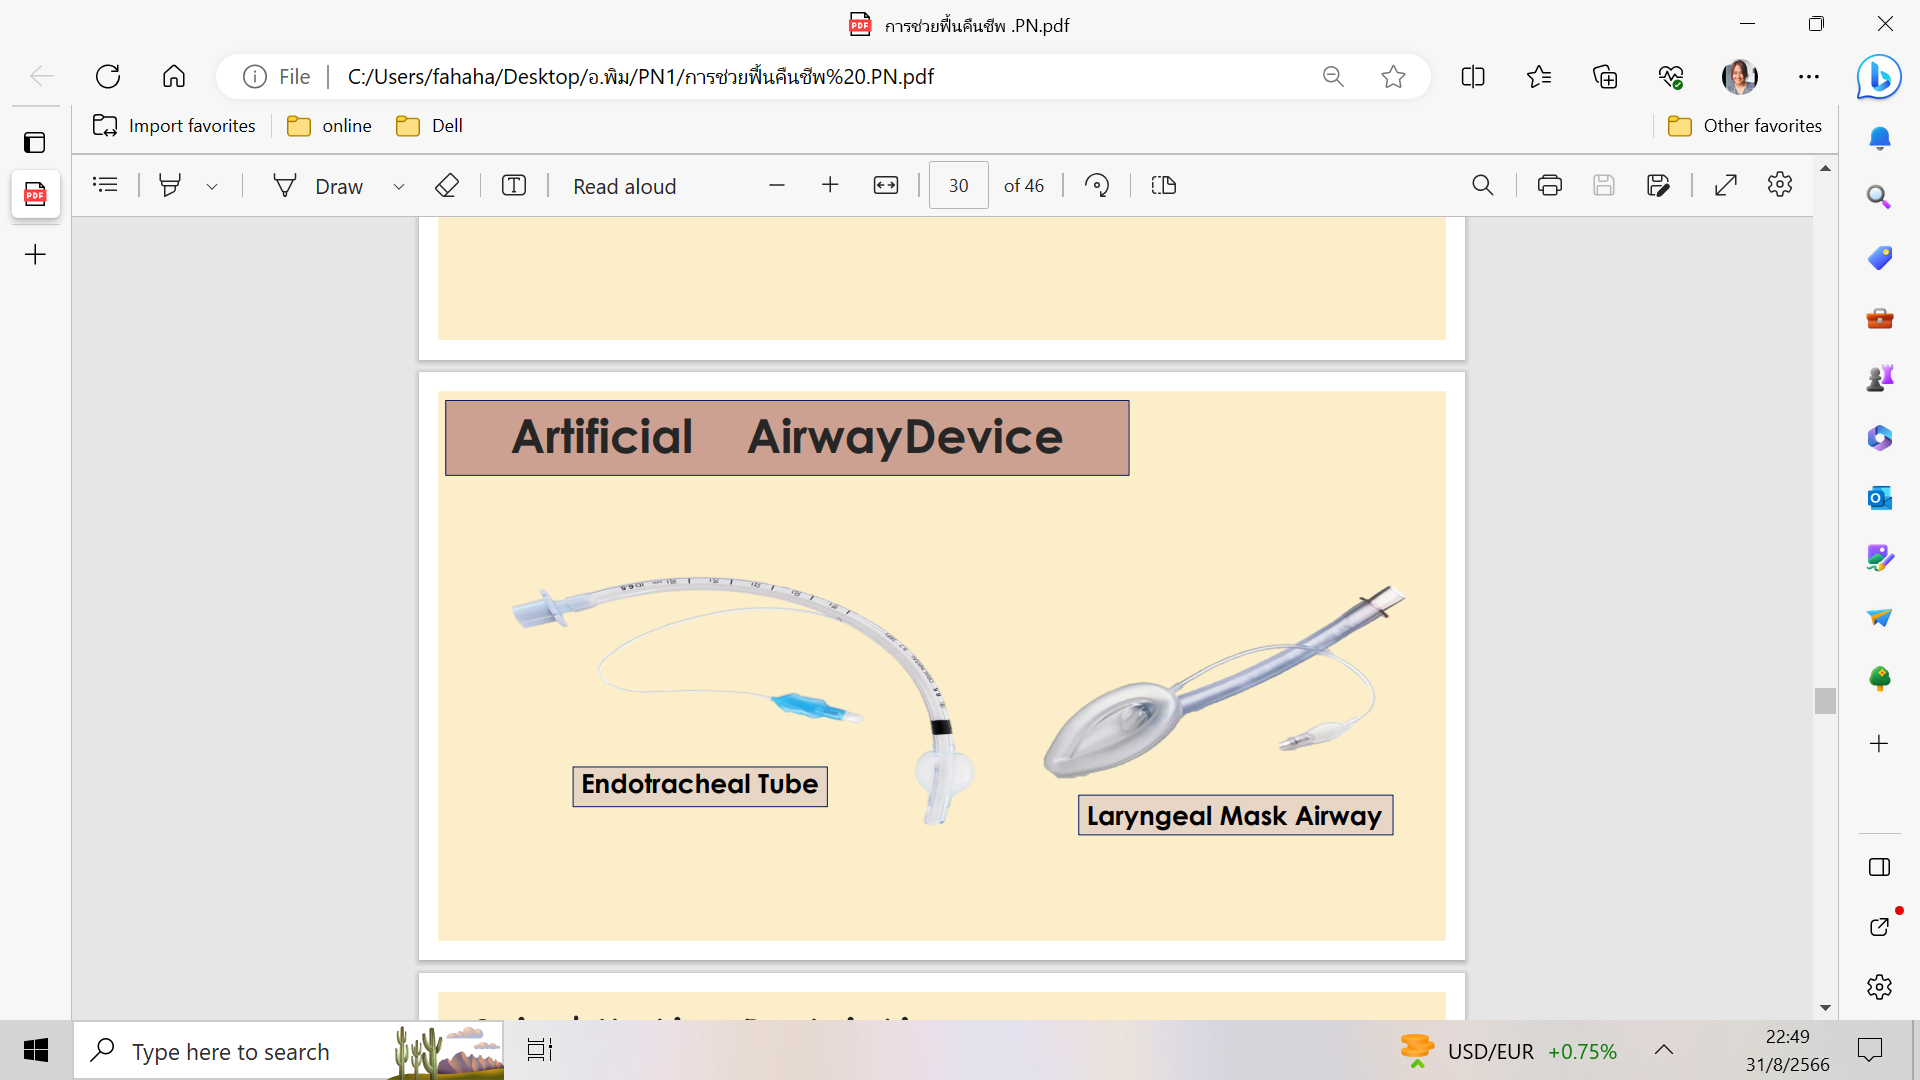 การช่วยฟื้นคืนชีพ .PN.pdf
File
C:/Users/fahaha/Desktop/อ.พิม/PN1/การช่วยฟื้นคืนชีพ%20.PN.pdf
Import favorites
online
Dell
Other favorites
Draw
Read aloud
30
of 46
Artificial AirwayDevice
Endotracheal Tube
Laryngeal Mask Airway
Type here to search
USD/EUR +0.75%
22:49
31/8/2566